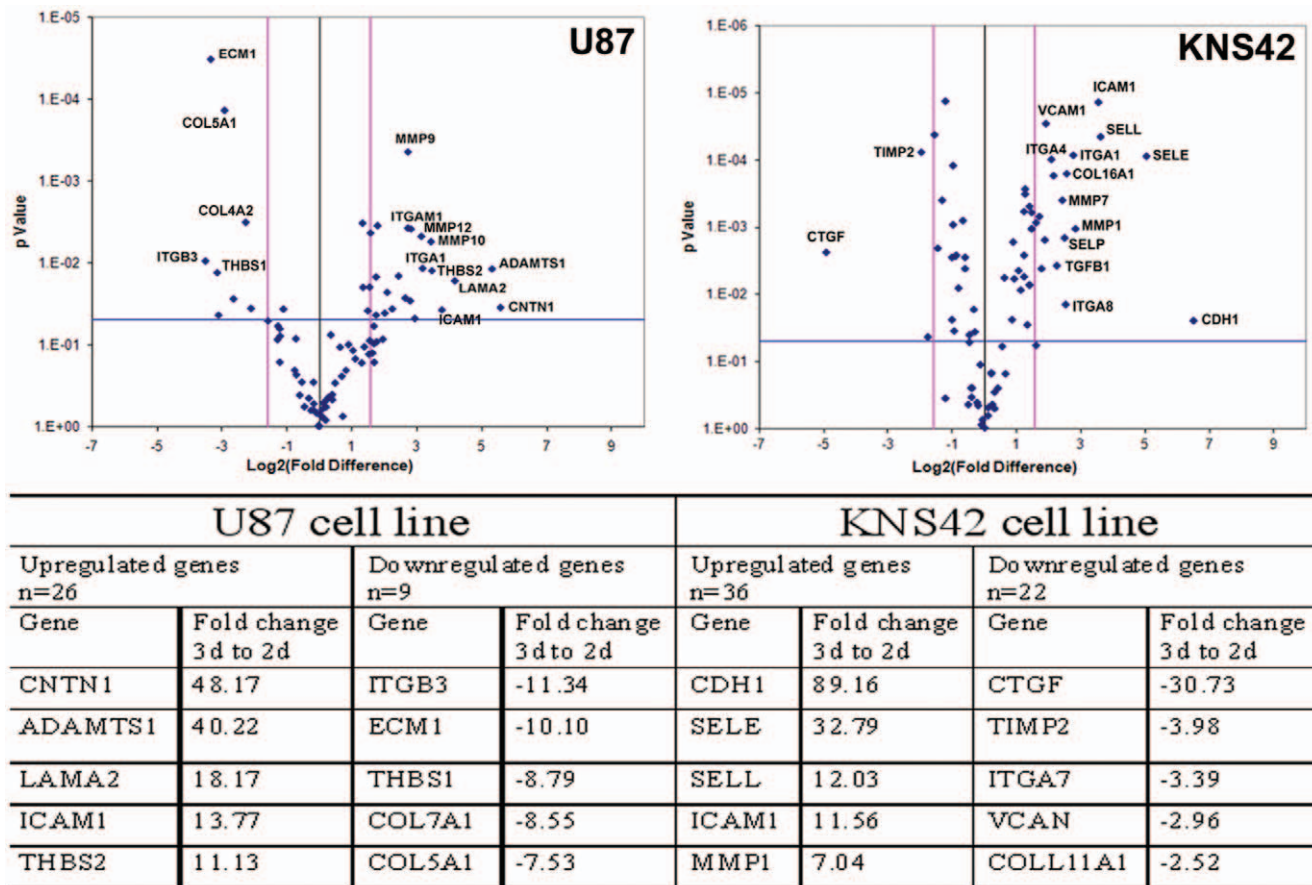 U87
1.E-05
1.E-04
1.E-03
1.E-02
1.E-01
1.E+00
p Value
ECM1
COL5A1
MMP9
COL4A2
ITGAM1
MMP12
MMP10
ITGB3
THBS1
ITGA1
THBS2
ADAMTS1
LAMA2
ICAM1
CNTN1
-7 -5 -3 -1 1 3 5 7 9
Log2(Fold Difference)
KNS42
1.E-06
1.E-05
1.E-04
1.E-03
1.E-02
1.E-01
1.E+00
p Value
ICAM1
VCAM1
SELL
TIMP2
ITGA4
ITGA1
SELE
COL16A1
MMP7
MMP1
CTGF
SELP
TGFB1
ITGA8
CDH1
-7 -5 -3 -1 1 3 5 7 9
Log2(Fold Difference)
U87 cell line KNS42 cell line
Upregulated genes Downregulated genes Upregulated genes Downregulated genes
n=26 n=9 n=36 n=22
Gene Fold change Gene Fold change Gene Fold change Gene Fold change
3d to 2d 3d to 2d 3d to 2d 3d to 2d
CNTN1 48.17 ITGB3 -11.34 CDH1 89.16 CTGF -30.73
ADAMTS1 40.22 ECM1 -10.10 SELE 32.79 TIMP2 -3.98
LAMA2 18.17 THBS1 -8.79 SELL 12.03 ITGA7 -3.39
ICAM1 13.77 COL7A1 -8.55 ICAM1 11.56 VCAN -2.96
THBS2 11.13 COL5A1 -7.53 MMP1 7.04 COLL11A1 -2.52